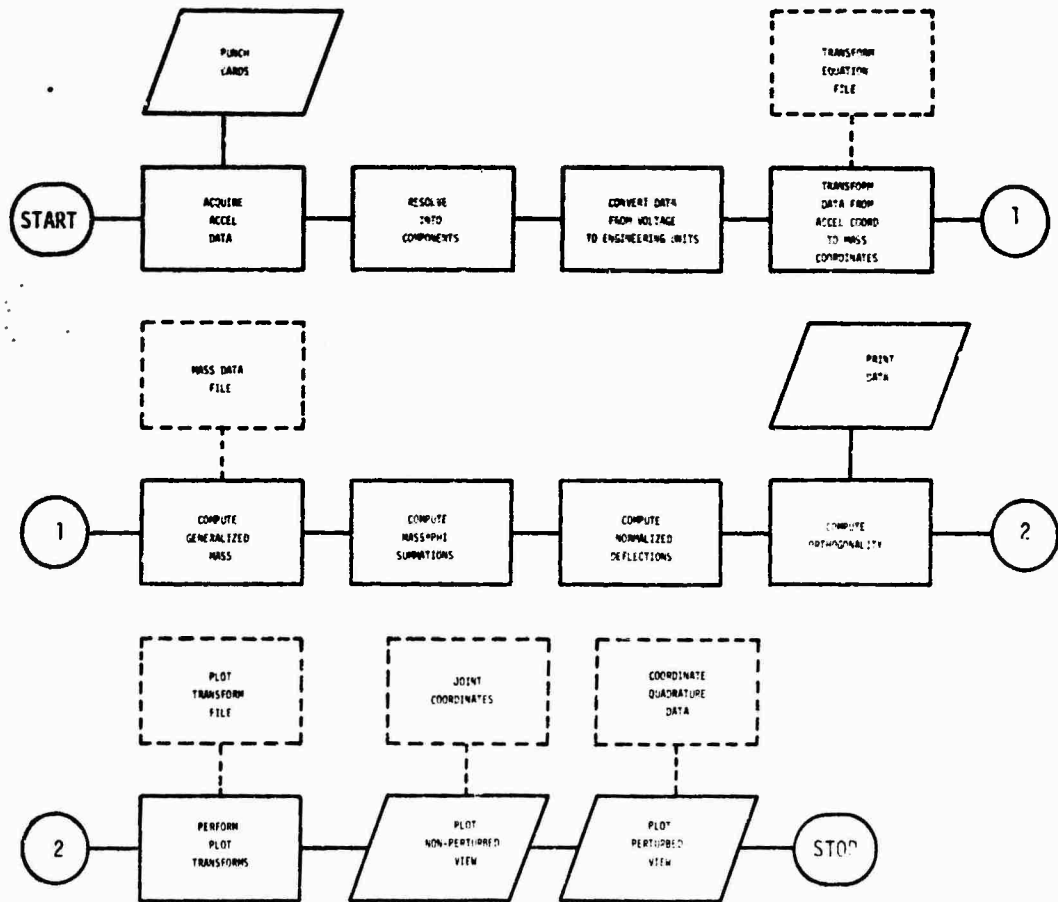 PUNCH
CARDS
TRANSFORM
EQUATION
FILE
START
ACQUIRE
ACCEL
DATA
RESOLVE
INTO
COMPONENTS
CONVERT DATA
FROM VOLTAGE
TO ENGINEERING UNITS
TRANSFORM
DATA FROM
ACCEL COORD
TO MASS
COORDINATES
1
MASS DATA
FILE
PRINT
DATA
1
COMPUTE
GENERALIZED
MASS
COMPUTE
MASS*PHI
SUMMATIONS
COMPUTE
NORMALIZED
DEFLECTIONS
COMPUTE
ORTHOGONALITY
2
PLOT
TRANSFORM
FILE
JOINT
COORDINATES
COORDINATE
QUADRATURE
DATA
2
PERFORM
PLOT
TRANSFORMS
PLOT
NON-PERTURBED
VIEW
PLOT
PERTURBED
VIEW
STOP